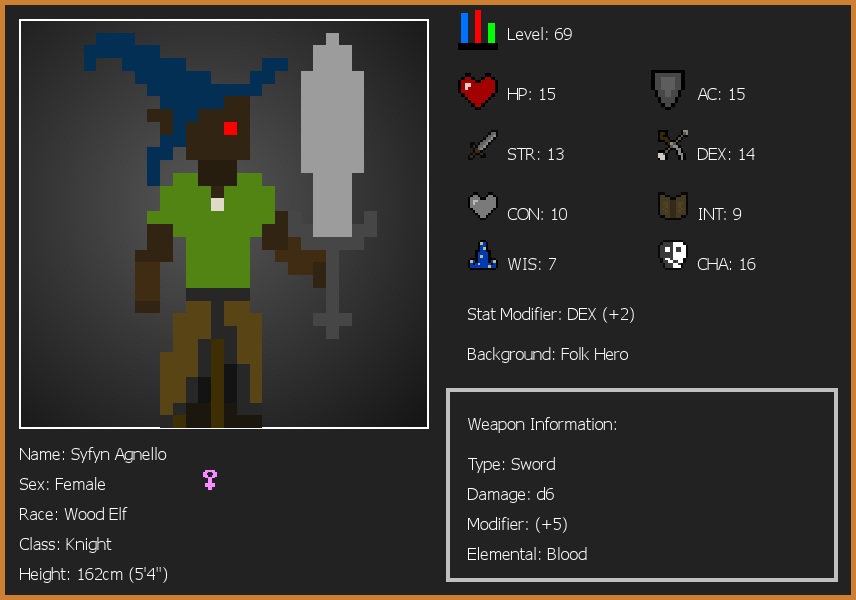 Level: 69
HP: 15
AC: 15
STR: 13
DEX: 14
CON: 10
INT: 9
WIS: 7
CHA: 16
Stat Modifier: DEX (+2)
Background: Folk Hero
Weapon Information:
Type: Sword
Damage: d6
Modifier: (+5)
Elemental: Blood
Name: Syfyn Agnello
Sex: Female
Race: Wood Elf
Class: Knight
Height: 162cm (5'4")